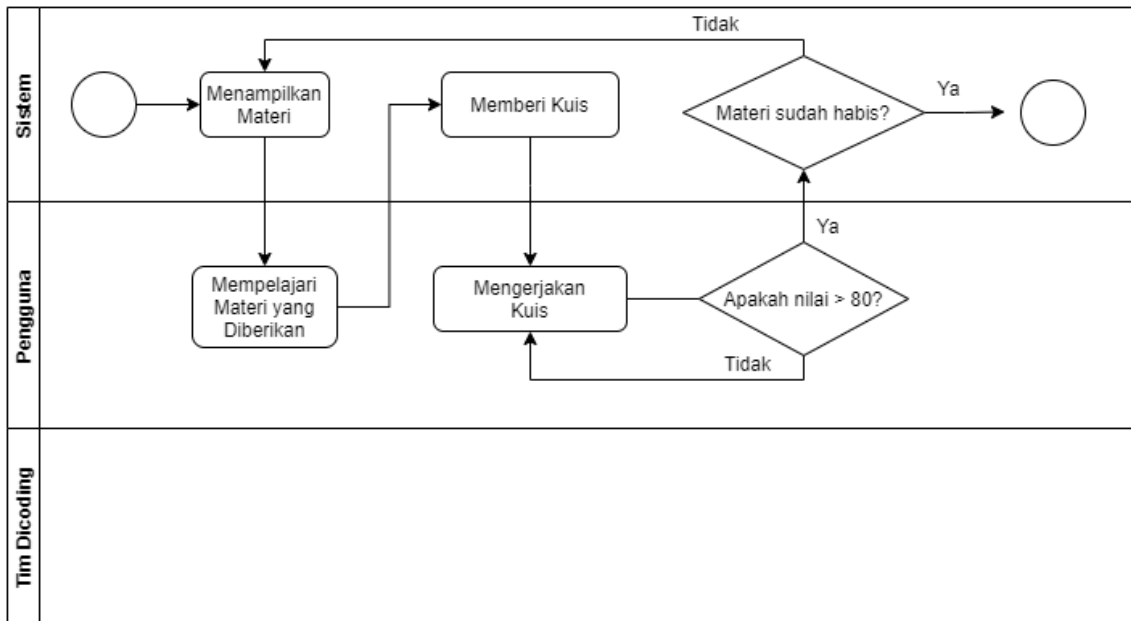 Sistem
Tidak
Menampilkan
Materi
Memberi Kuis
Materi sudah habis?
Ya
Pengguna
Ya
Mempelajari
Materi yang
Diberikan
Mengerjakan
Kuis
Apakah nilai > 80?
Tidak
Tim Dicoding